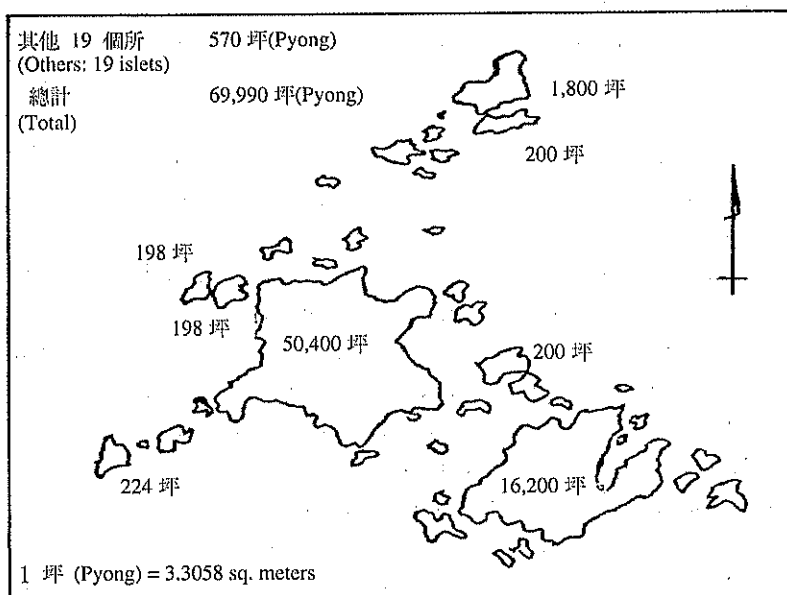 其他 19 個所 570 坪(Pyong)
(Others: 19 islets)
總計 69,990 坪(Pyong)
(Total)
1,800 坪
200 坪
198 坪
198 坪
50,400 坪
200 坪
224 坪
16,200 坪
1 坪 (Pyong) = 3.3058 sq. meters